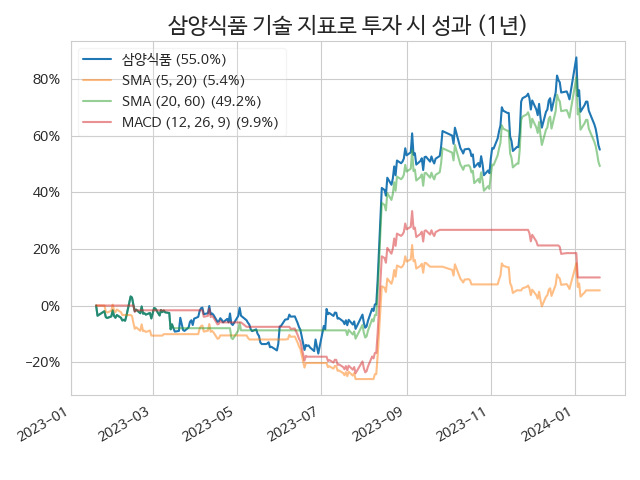 삼양식품 기술 지표로 투자 시 성과 (1년)
삼양식품 (55.0%)
SMA (5, 20) (5.4%)
SMA (20, 60) (49.2%)
MACD (12, 26, 9) (9.9%)
80%
60%
40%
20%
0%
−20%
2023−01
2023−03
2023−05
2023−07
2023−09
2023−11
2024−01